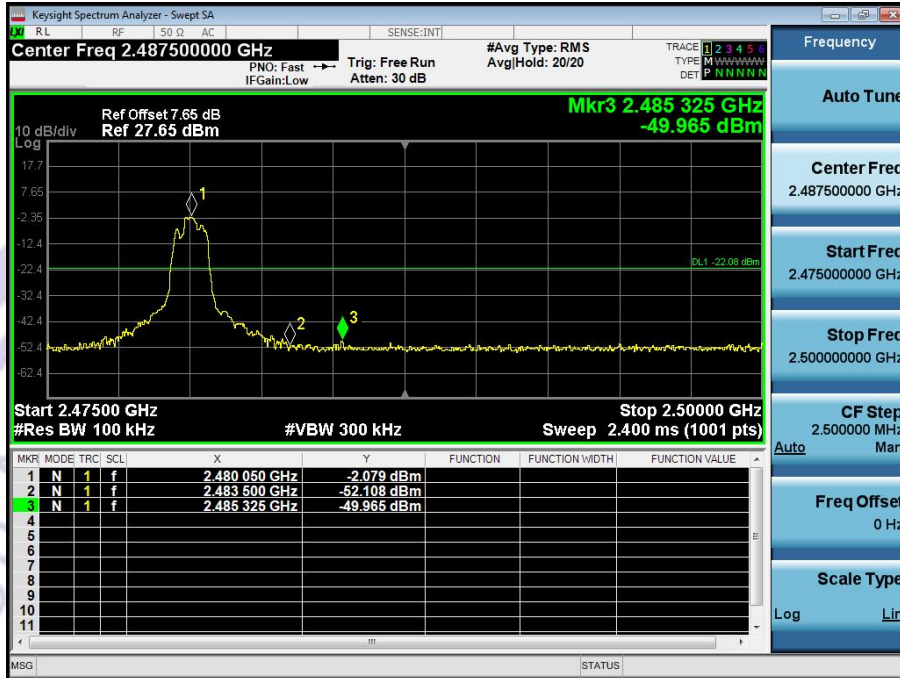 Keysight Spectrum Analyzer - Swept SA
LXI RL RF 50 Ω AC SENSE:INT
Center Freq 2.487500000 GHz
PNO: Fast
IFGain:Low
Trig: Free Run
Atten: 30 dB
#Avg Type: RMS
Avg|Hold: 20/20
TRACE 1 2 3 4 5 6
TYPE M WWWWW
DET P N N N N N
Mkr3 2.485 325 GHz
-49.965 dBm
Ref Offset 7.65 dB
10 dB/div Ref 27.65 dBm
Log
17.7
7.65
-2.35
-12.4
-22.4
-32.4
-42.4
-52.4
-62.4
1
2
3
DL1 -22.08 dBm
Start 2.47500 GHz Stop 2.50000 GHz
#Res BW 100 kHz #VBW 300 kHz Sweep 2.400 ms (1001 pts)
MKR MODE TRC SCL X Y FUNCTION FUNCTION WIDTH FUNCTION VALUE
1 N 1 f 2.480 050 GHz -2.079 dBm
2 N 1 f 2.483 500 GHz -52.108 dBm
3 N 1 f 2.485 325 GHz -49.965 dBm
4
5
6
7
8
9
10
11
MSG STATUS
Frequency
Auto Tune
Center Freq
2.487500000 GHz
Start Freq
2.475000000 GHz
Stop Freq
2.500000000 GHz
CF Step
2.500000 MHz
Auto Man
Freq Offset
0 Hz
Scale Type
Log Lin